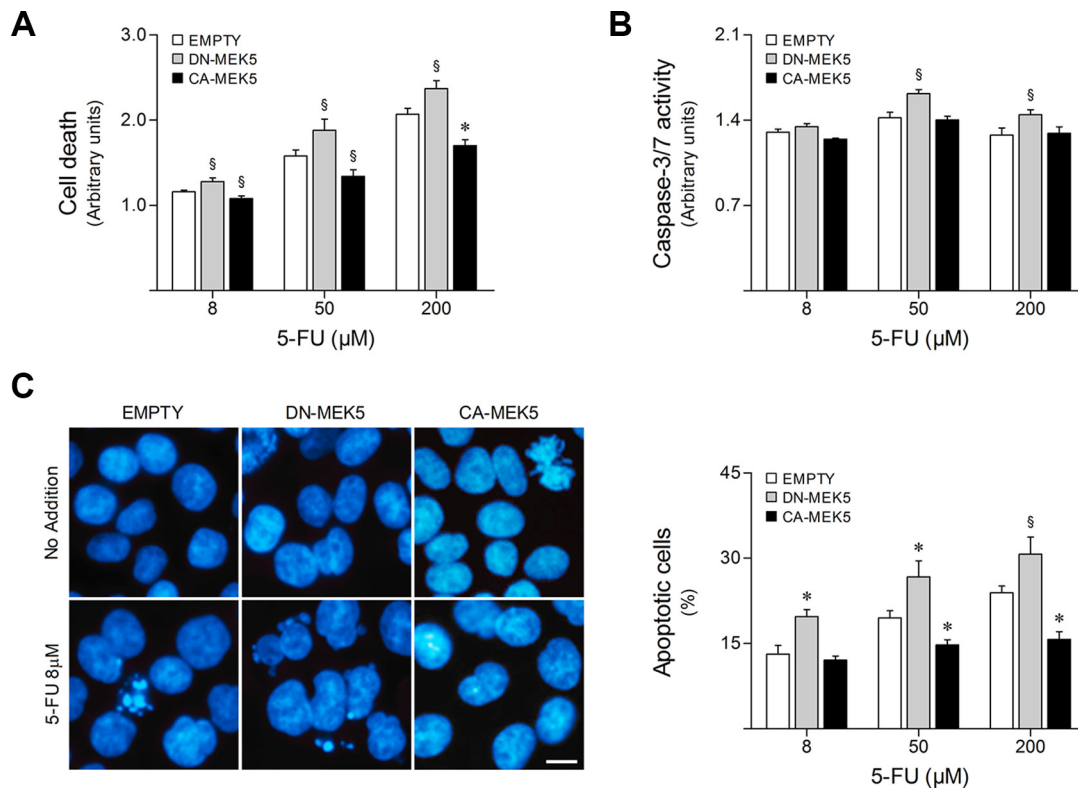 A
3.0
2.0
1.0
Cell death
(Arbitrary units)
EMPTY
DN-MEK5
CA-MEK5
§
§
§
§
§
*
8
50
200
5-FU (µM)
B
2.1
1.4
0.7
Caspase-3/7 activity
(Arbitrary units)
EMPTY
DN-MEK5
CA-MEK5
§
§
8
50
200
5-FU (µM)
C
EMPTY
DN-MEK5
CA-MEK5
No Addition
5-FU 8µM
45
30
15
Apoptotic cells
(%)
EMPTY
DN-MEK5
CA-MEK5
*
*
*
§
*
8
50
200
5-FU (µM)